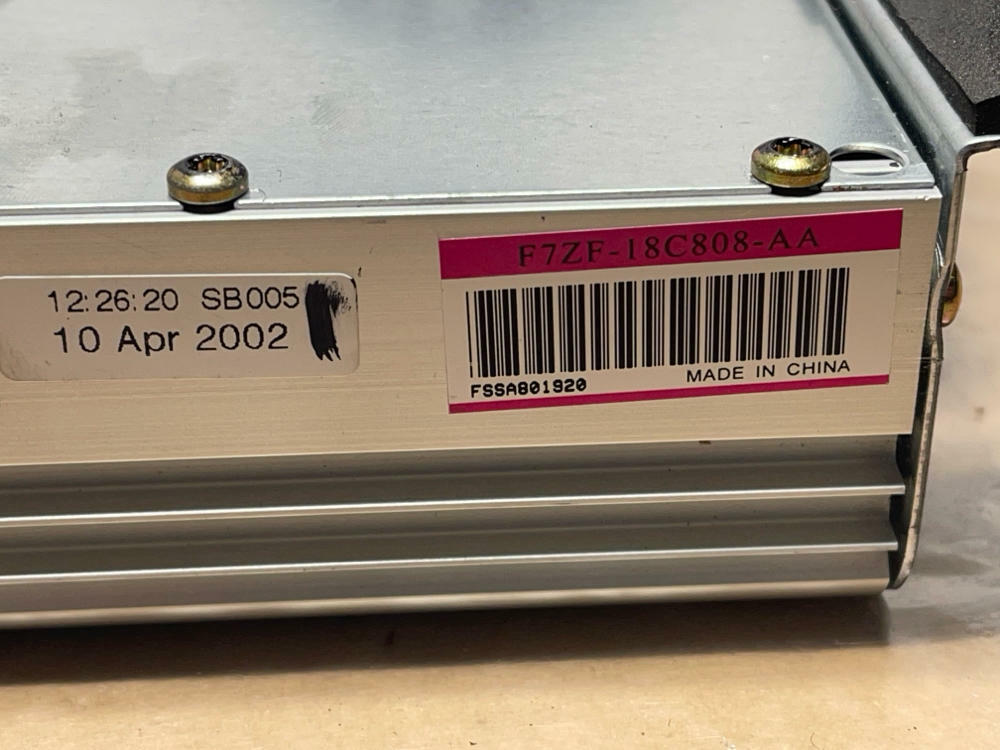 F7ZF-18C808-AA
12:26:20 SB005
10 Apr 2002
MADE IN CHINA
FSSA801920